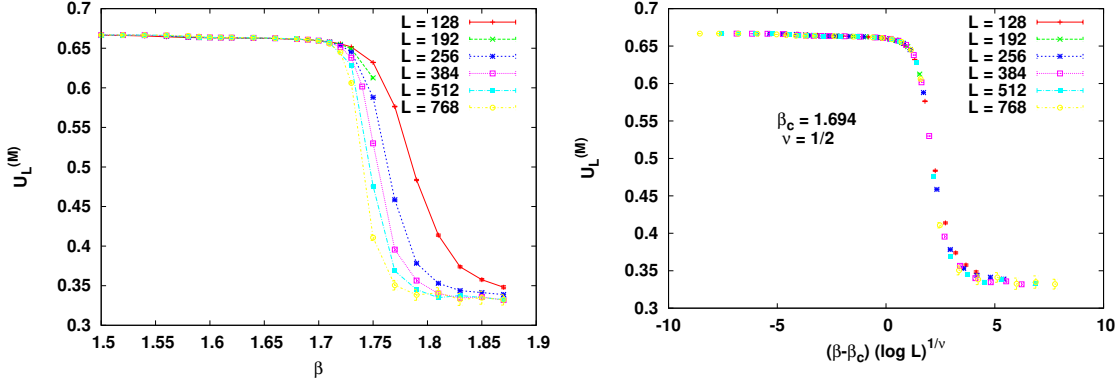 U_L^(M)
0.65
0.6
0.55
0.5
0.45
0.4
0.35
0.3
1.5
1.55
1.6
1.65
1.7
1.75
1.8
1.85
1.9
β
L = 128
L = 192
L = 256
L = 384
L = 512
L = 768
U_L^(M)
0.65
0.6
0.55
0.5
0.45
0.4
0.35
0.3
-10
-5
0
5
10
(β-β_c) (log L)^1/ν
β_c = 1.694
ν = 1/2
L = 128
L = 192
L = 256
L = 384
L = 512
L = 768